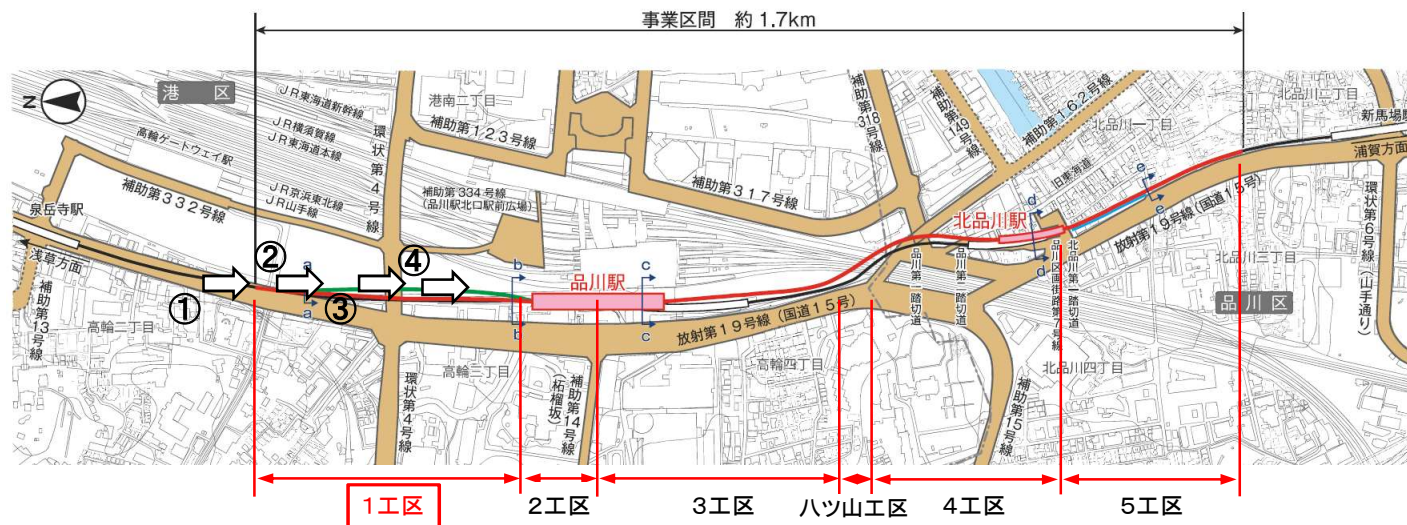 事業区間 約1.7km
N
港 区
JR東海道新幹線
JR横須賀線
JR東海道本線
高輪ゲートウェイ駅
JR京浜東北線
JR山手線
環状第4号線
港南二丁目
補助第123号線
補助第334号線
(品川駅北口駅前広場)
補助第332号線
補助第317号線
補助第318号線
補助第149号線
補助第162号線
北品川一丁目
旧東海道
北品川二丁目
新馬場駅
浦賀方面
泉岳寺駅
浅草方面
補助第13号線
高輪二丁目
①
②
③
④
a
a
b
b
c
c
d
d
e
e
品川駅
北品川駅
放射第19号線(国道15号)
放射第19号線(国道15号)
品川第一踏切道
品川第二踏切道
品川区画街路第7号線
北品川第一踏切道
北品川三丁目
品川区
環状第6号線(山手通り)
高輪三丁目
環状第4号線
補助第14号線
(柘榴坂)
高輪四丁目
補助第15号線
北品川四丁目
1工区
2工区
3工区
八ツ山工区
4工区
5工区